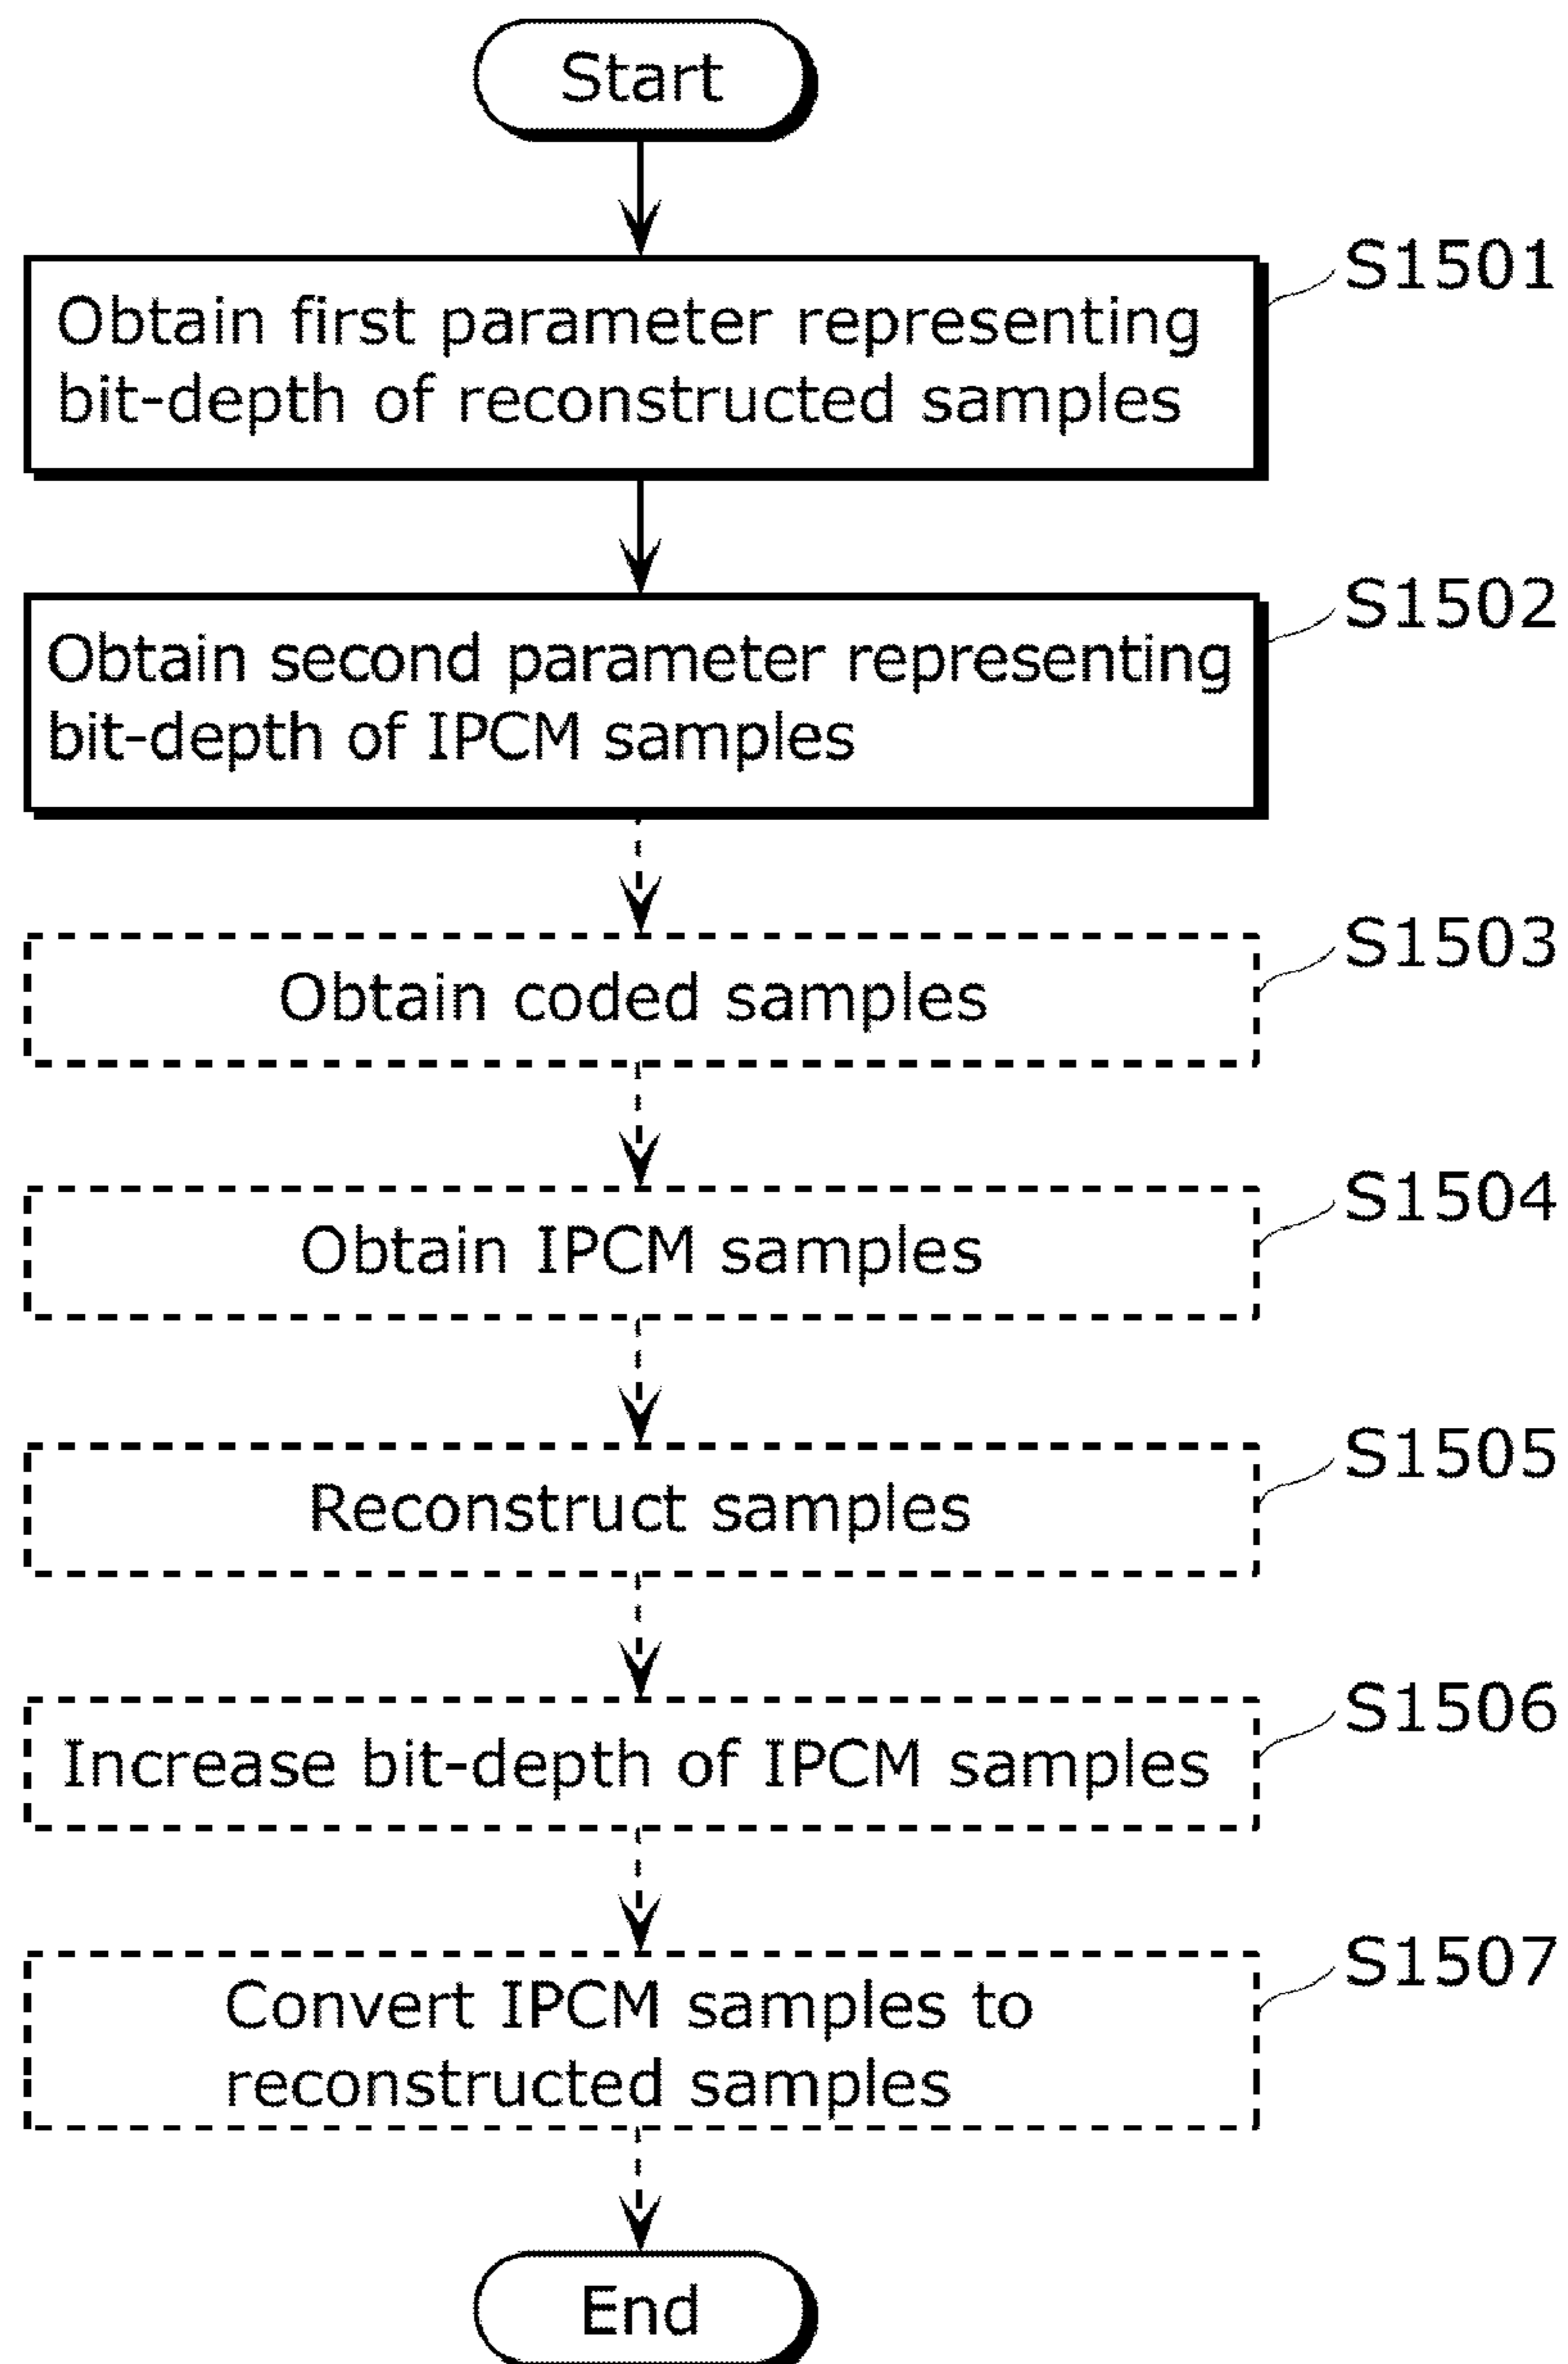 Start
S1501
Obtain first parameter representing
bit-depth of reconstructed samples
S1502
Obtain second parameter representing
bit-depth of IPCM samples
S1503
Obtain coded samples
S1504
Obtain IPCM samples
S1505
Reconstruct samples
S1506
Increase bit-depth of IPCM samples
S1507
Convert IPCM samples to
reconstructed samples
End